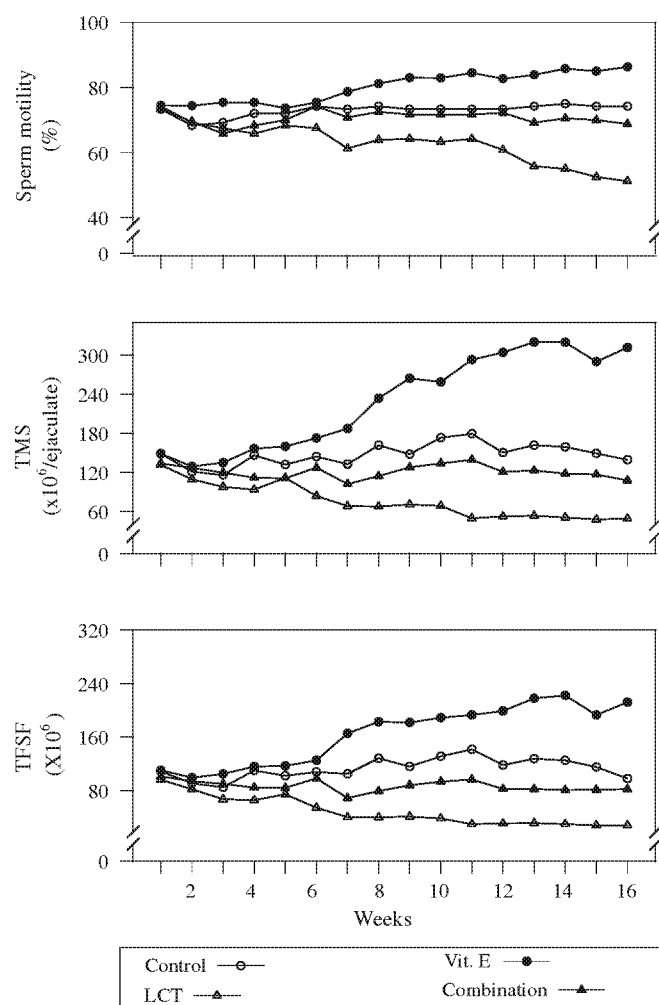 100
80
60
40
0
Sperm motility
(%)
300
240
180
120
60
0
TMS
(x10⁶/ejaculate)
320
240
160
80
0
TFSF
(X10⁶)
2 4 6 8 10 12 14 16
Weeks
Control Vit. E
LCT Combination